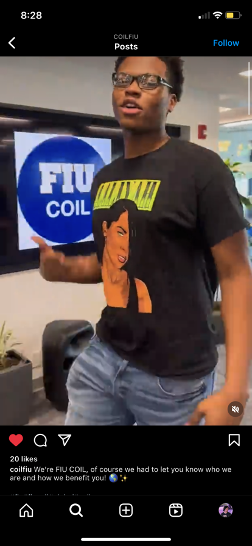 8:28
COILFIU
Posts
Follow
FIU
COIL
20 likes
coilfiu We're FIU COIL, of course we had to let you know who we
are and how we benefit you! 🌎✨